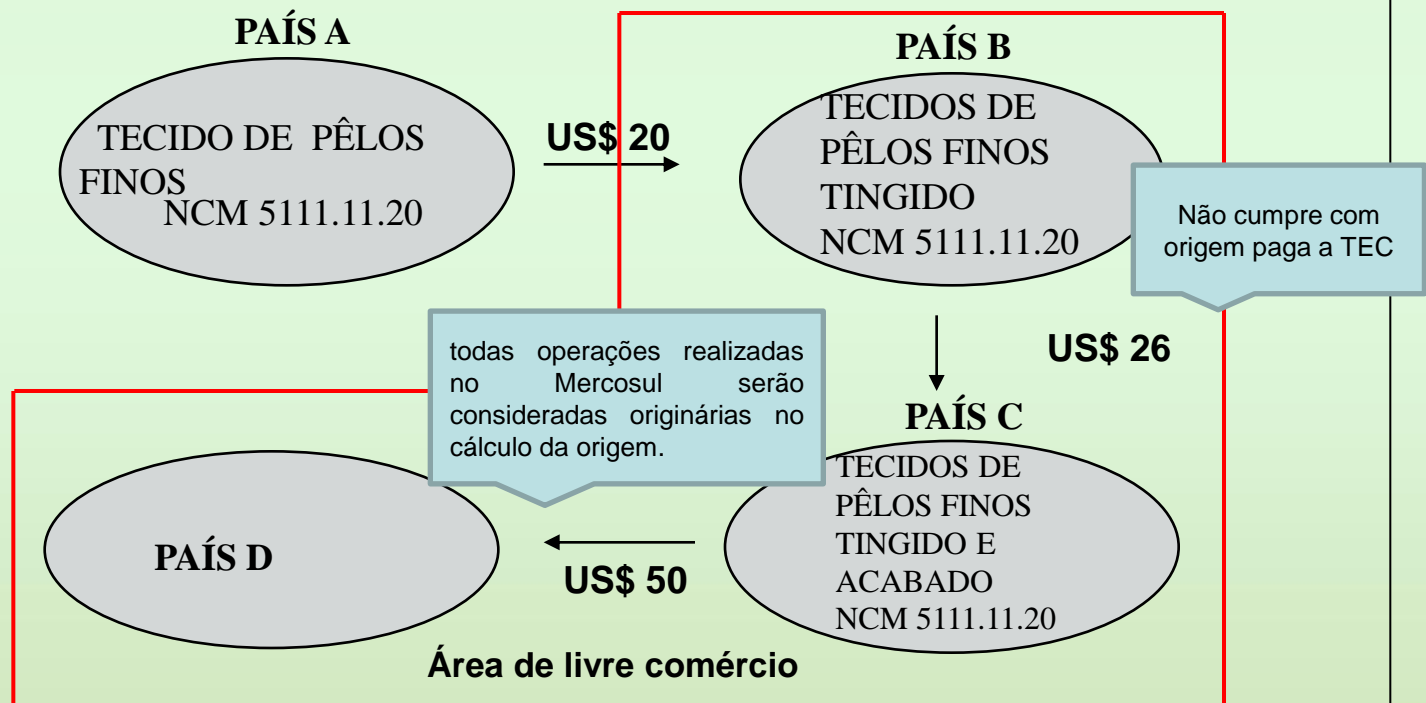 PAÍS A
TECIDO DE PÊLOS
FINOS
NCM 5111.11.20
US$ 20
PAÍS B
TECIDOS DE
PÊLOS FINOS
TINGIDO
NCM 5111.11.20
Não cumpre com
origem paga a TEC
US$ 26
todas operações realizadas
no Mercosul serão
consideradas originárias no
cálculo da origem.
PAÍS C
TECIDOS DE
PÊLOS FINOS
TINGIDO E
ACABADO
NCM 5111.11.20
US$ 50
PAÍS D
Área de livre comércio